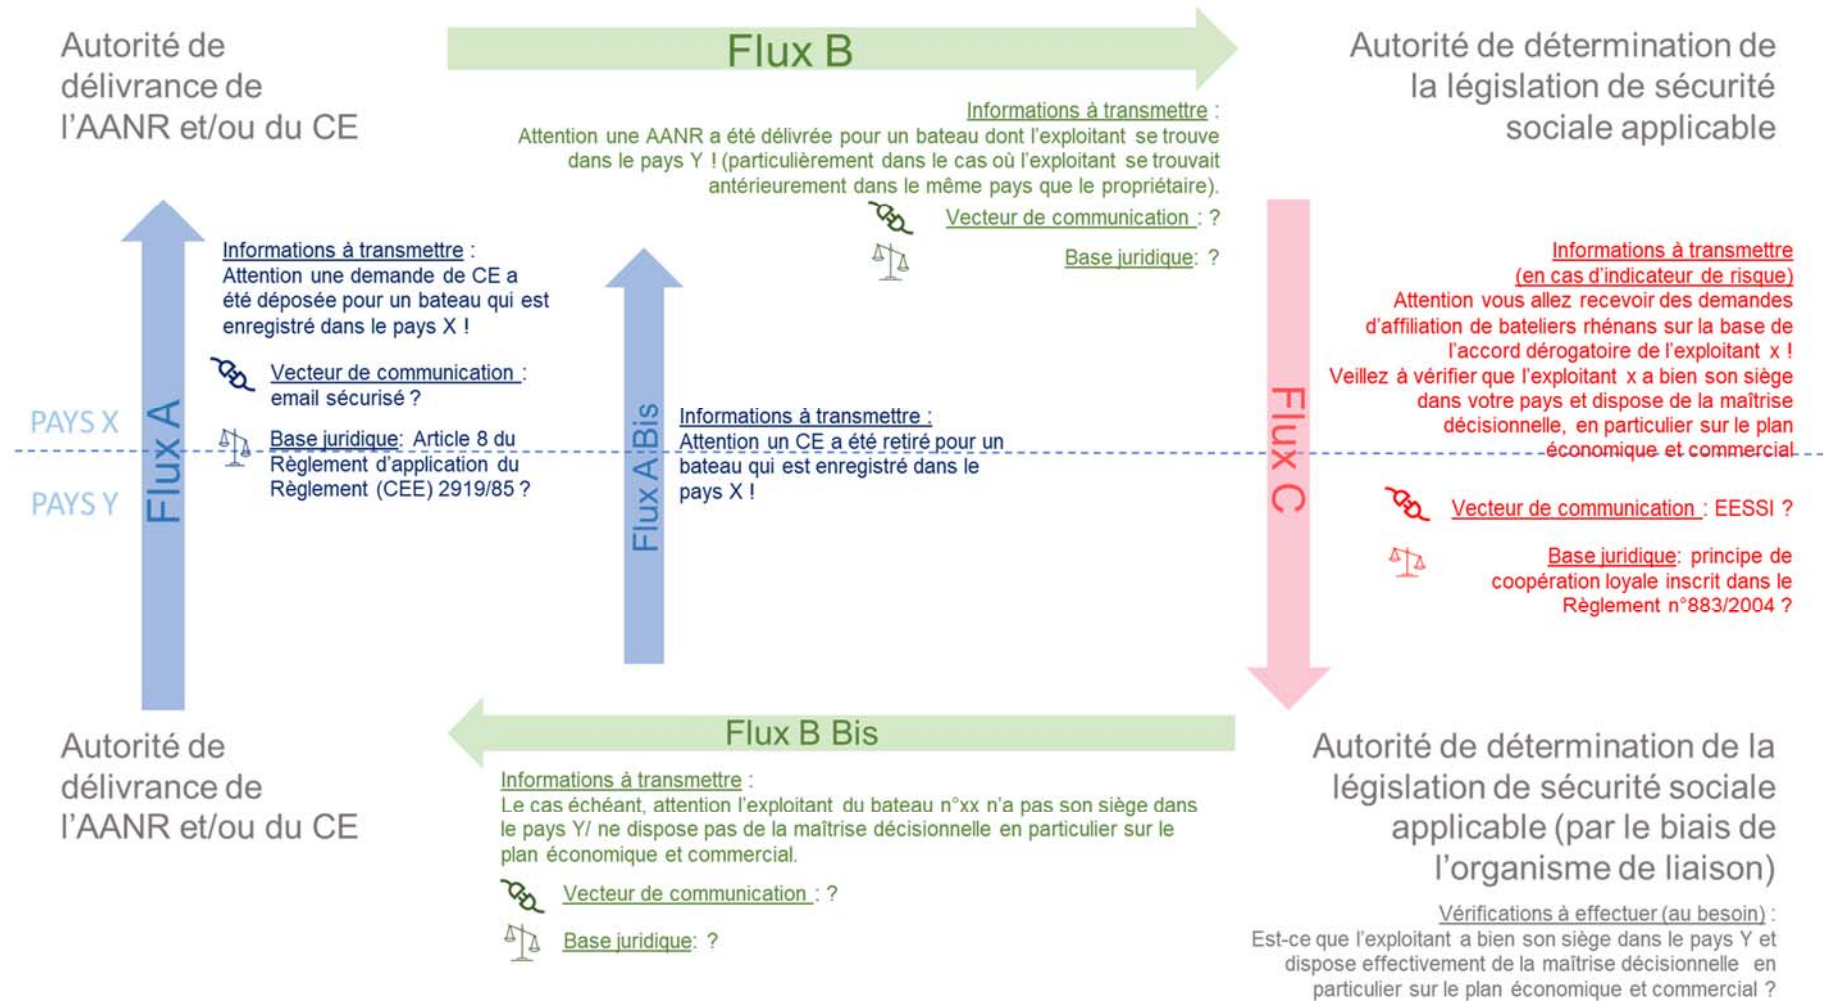 Autorité de
délivrance de
l'AANR et/ou du CE
Flux B
Autorité de détermination de
la législation de sécurité
sociale applicable
Informations à transmettre :
Attention une AANR a été délivrée pour un bateau dont l'exploitant se trouve
dans le pays Y ! (particulièrement dans le cas où l'exploitant se trouvait
antérieurement dans le même pays que le propriétaire).
Vecteur de communication : ?
Base juridique: ?
Flux A
Informations à transmettre :
Attention une demande de CE a
été déposée pour un bateau qui est
enregistré dans le pays X !
Vecteur de communication :
email sécurisé ?
Base juridique: Article 8 du
Règlement d'application du
Règlement (CEE) 2919/85 ?
PAYS X
PAYS Y
Flux A Bis
Informations à transmettre :
Attention un CE a été retiré pour un
bateau qui est enregistré dans le
pays X !
Flux C
Informations à transmettre
(en cas d'indicateur de risque)
Attention vous allez recevoir des demandes
d'affiliation de bateliers rhénans sur la base de
l'accord dérogatoire de l'exploitant x !
Veillez à vérifier que l'exploitant x a bien son siège
dans votre pays et dispose de la maîtrise
décisionnelle, en particulier sur le plan
économique et commercial
Vecteur de communication : EESSI ?
Base juridique: principe de
coopération loyale inscrit dans le
Règlement n°883/2004 ?
Autorité de
délivrance de
l'AANR et/ou du CE
Flux B Bis
Informations à transmettre :
Le cas échéant, attention l'exploitant du bateau n°xx n'a pas son siège dans
le pays Y/ ne dispose pas de la maîtrise décisionnelle en particulier sur le
plan économique et commercial.
Vecteur de communication : ?
Base juridique: ?
Autorité de détermination de la
législation de sécurité sociale
applicable (par le biais de
l'organisme de liaison)
Vérifications à effectuer (au besoin) :
Est-ce que l'exploitant a bien son siège dans le pays Y et
dispose effectivement de la maîtrise décisionnelle en
particulier sur le plan économique et commercial ?